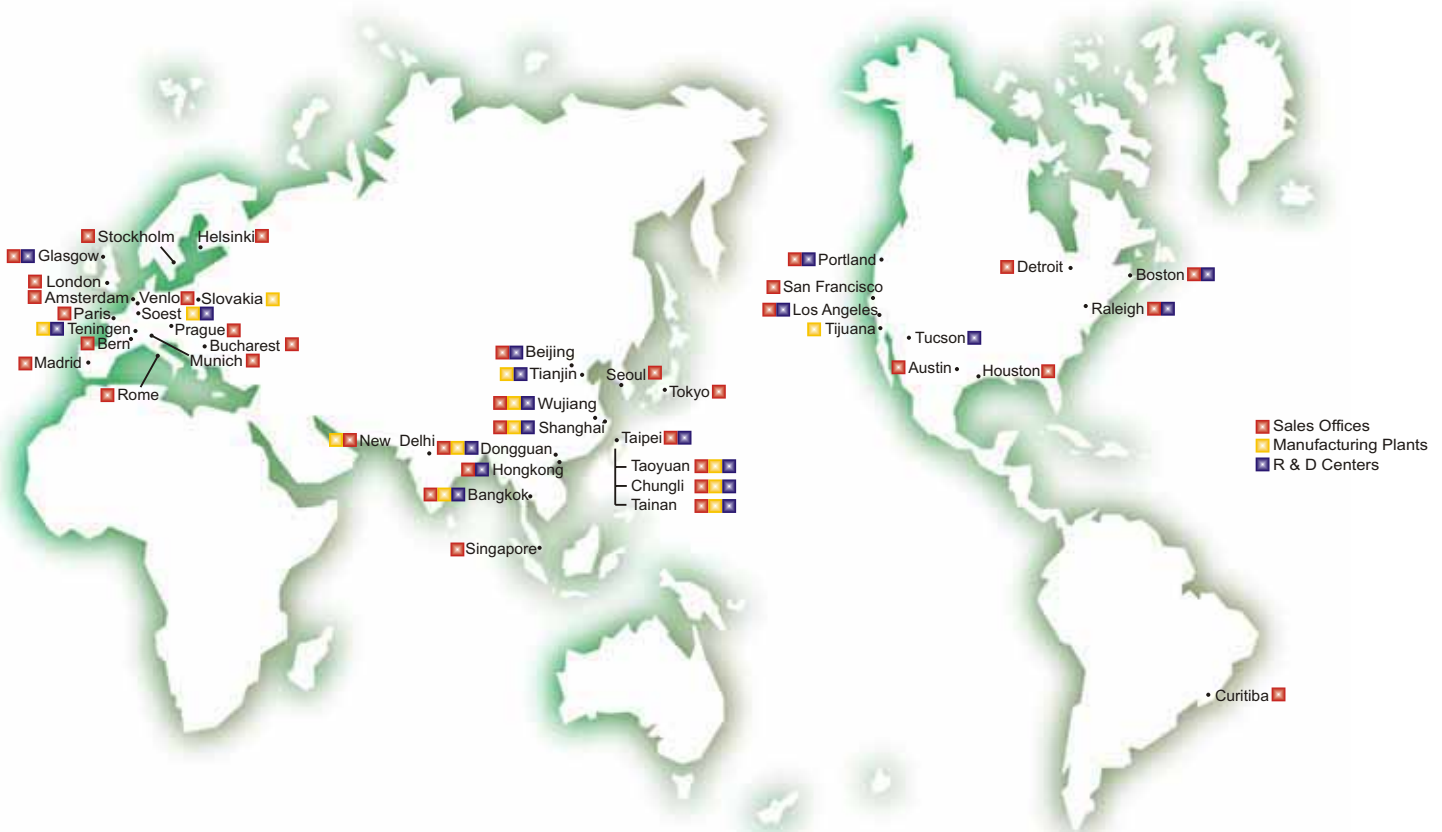 Stockholm
Helsinki
Glasgow
London
Amsterdam
Venlo
Slovakia
Paris
Soest
Teningen
Prague
Bern
Bucharest
Madrid
Munich
Rome
Beijing
Tianjin
Seoul
Tokyo
Wujiang
Shanghai
Taipei
New Delhi
Dongguan
Hongkong
Taoyuan
Chungli
Tainan
Bangkok
Singapore
Portland
Detroit
Boston
San Francisco
Los Angeles
Raleigh
Tijuana
Tucson
Austin
Houston
Curitiba
Sales Offices
Manufacturing Plants
R & D Centers